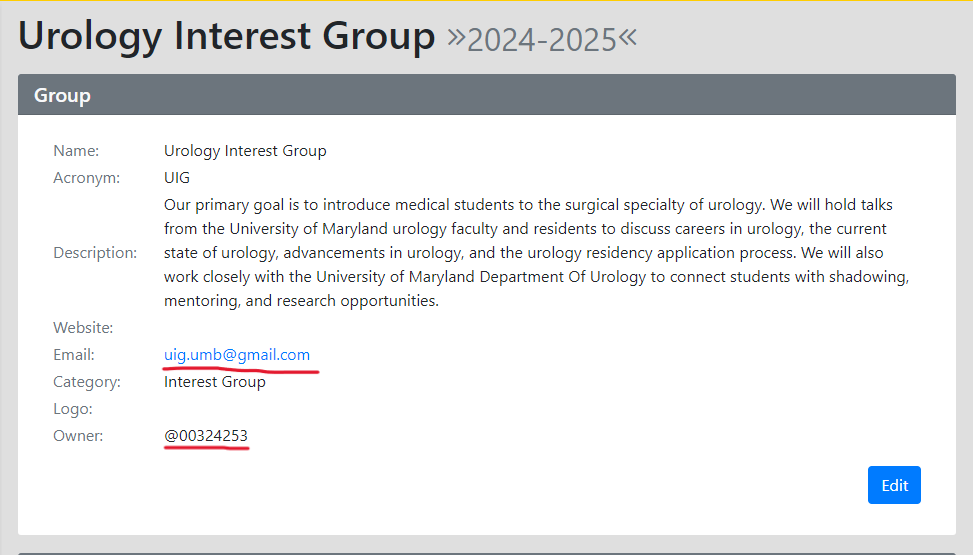 Urology Interest Group »2024-2025«
Group
Name: Urology Interest Group
Acronym: UIG
Description: Our primary goal is to introduce medical students to the surgical specialty of urology. We will hold talks
from the University of Maryland urology faculty and residents to discuss careers in urology, the current
state of urology, advancements in urology, and the urology residency application process. We will also
work closely with the University of Maryland Department Of Urology to connect students with shadowing,
mentoring, and research opportunities.
Website:
Email: uig.umb@gmail.com
Category: Interest Group
Logo:
Owner: @00324253
Edit